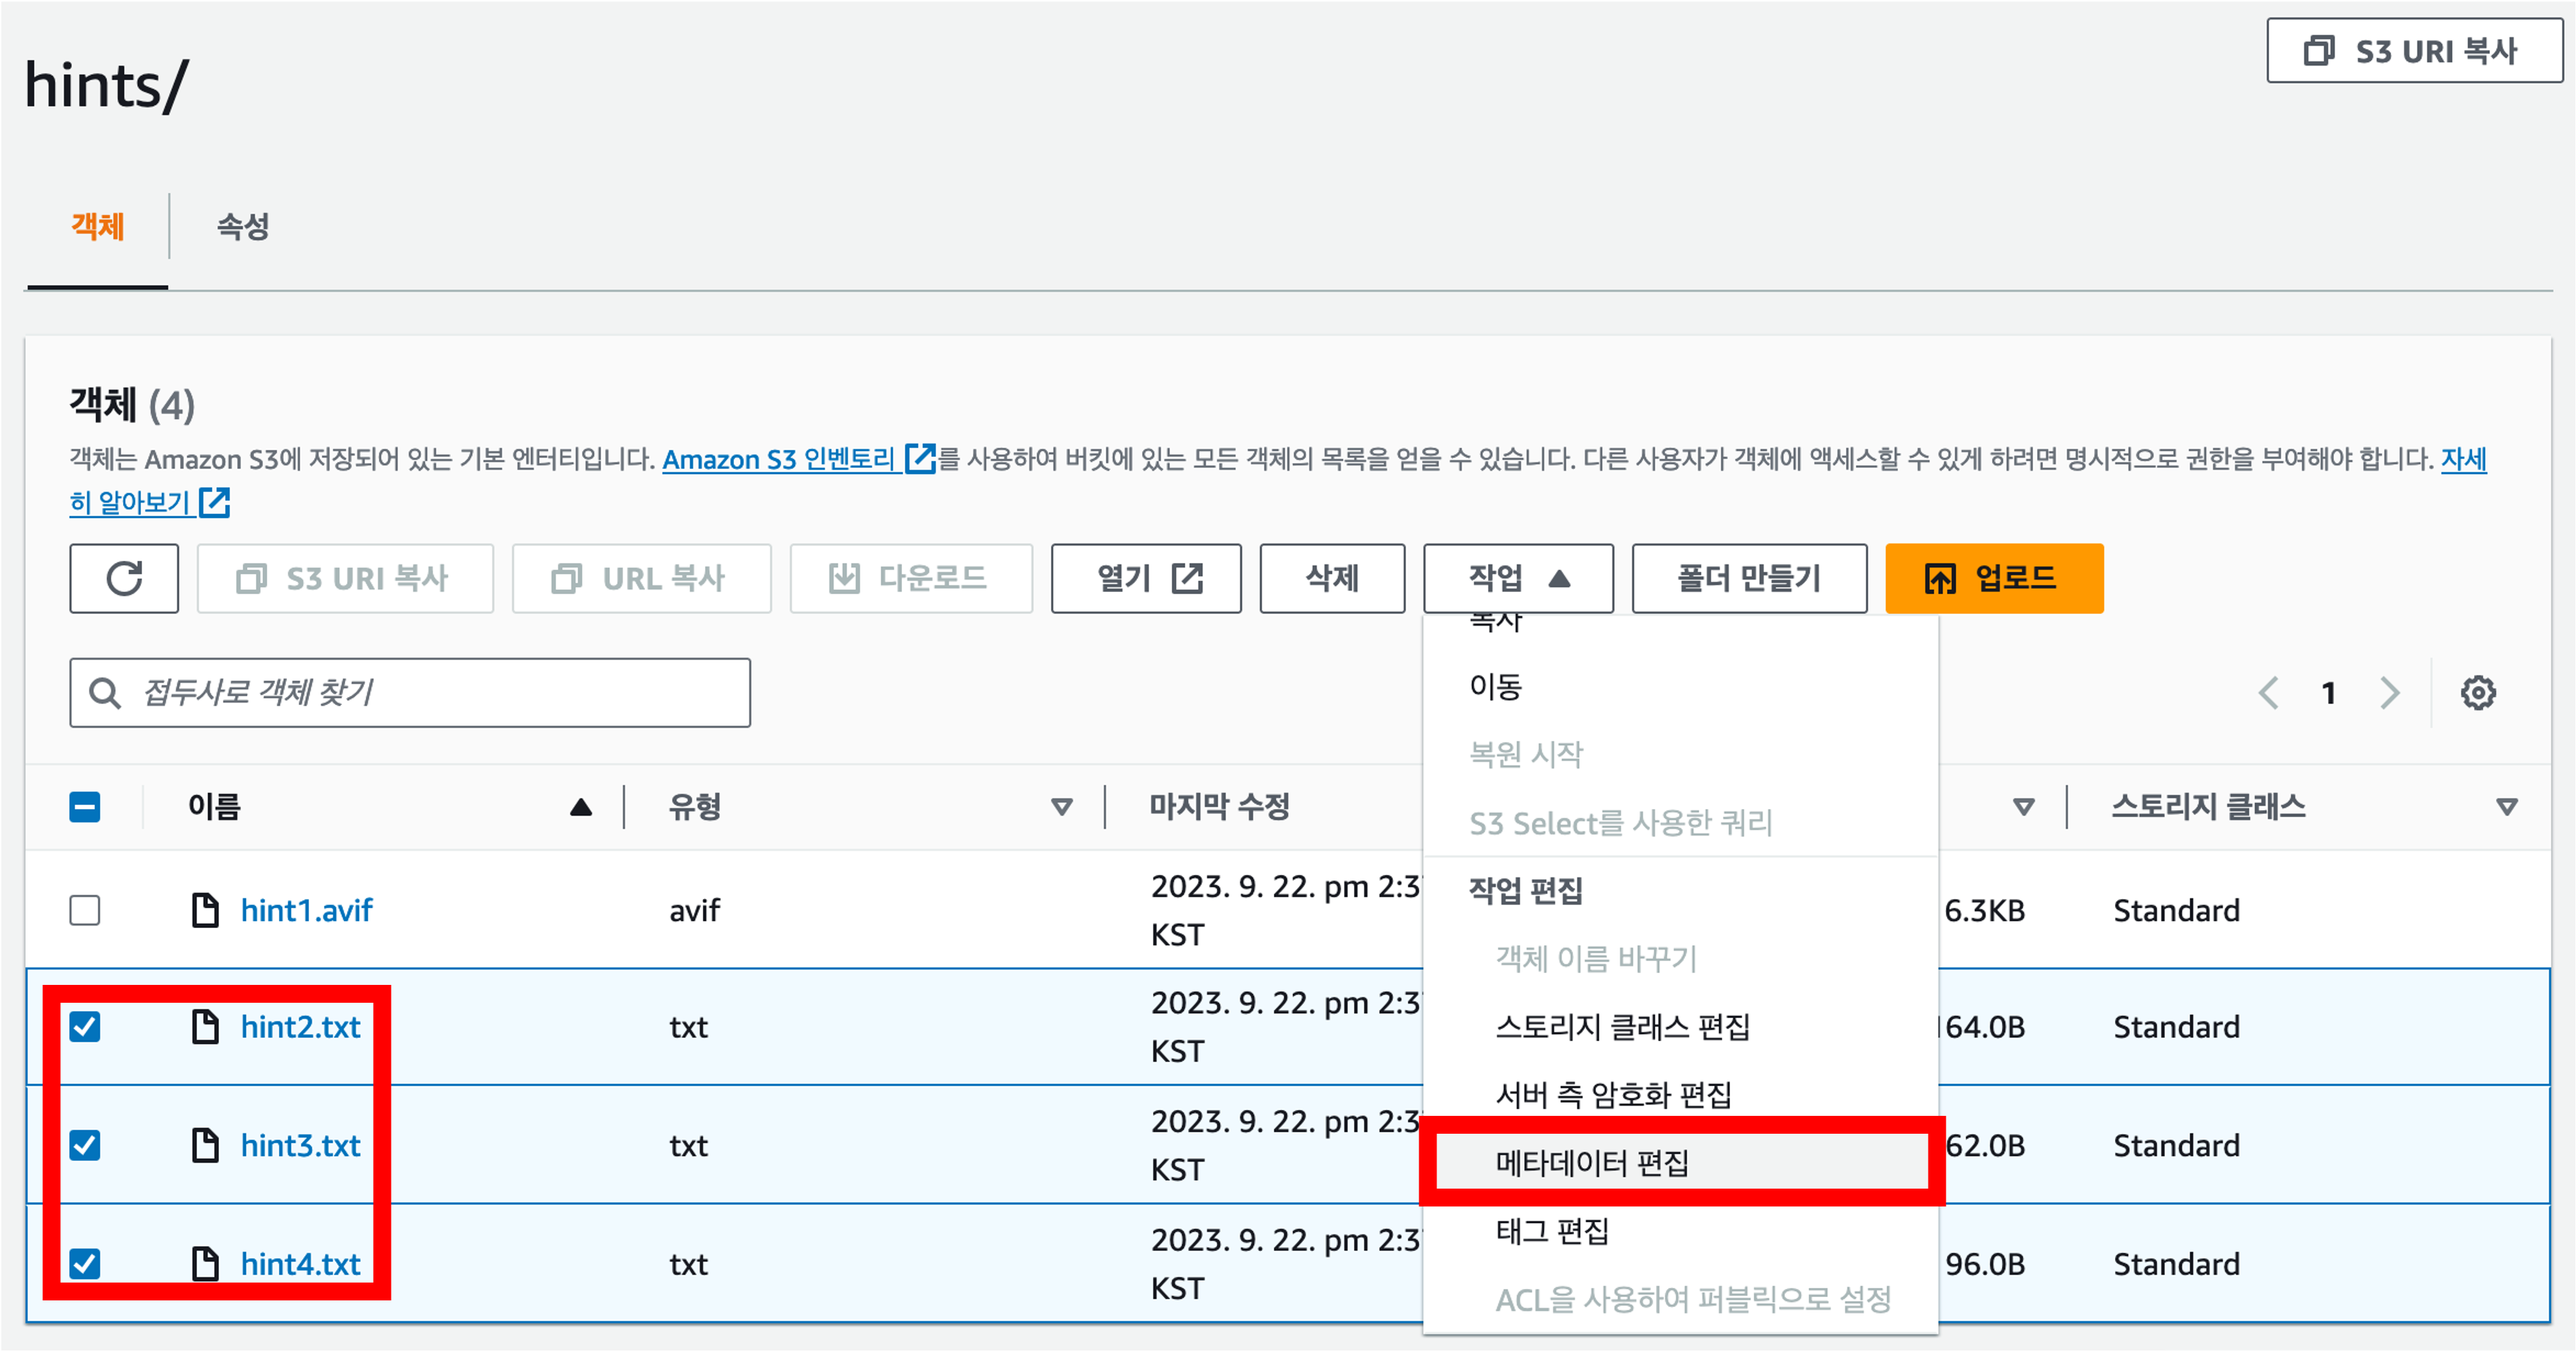 S3 URI 복사
hints/
객체
속성
객체 (4)
객체는 Amazon S3에 저장되어 있는 기본 엔터티입니다. Amazon S3 인벤토리를 사용하여 버킷에 있는 모든 객체의 목록을 얻을 수 있습니다. 다른 사용자가 객체에 액세스할 수 있게 하려면 명시적으로 권한을 부여해야 합니다. 자세
히 알아보기
S3 URI 복사
URL 복사
다운로드
열기
삭제
작업
폴더 만들기
업로드
접두사로 객체 찾기
1
이름
유형
마지막 수정
스토리지 클래스
hint1.avif
avif
2023. 9. 22. pm 2:3
KST
6.3KB
Standard
hint2.txt
txt
2023. 9. 22. pm 2:3
KST
64.0B
Standard
hint3.txt
txt
2023. 9. 22. pm 2:3
KST
62.0B
Standard
hint4.txt
txt
2023. 9. 22. pm 2:3
KST
96.0B
Standard
복사
이동
복원 시작
S3 Select를 사용한 쿼리
작업 편집
객체 이름 바꾸기
스토리지 클래스 편집
서버 측 암호화 편집
메타데이터 편집
태그 편집
ACL을 사용하여 퍼블릭으로 설정